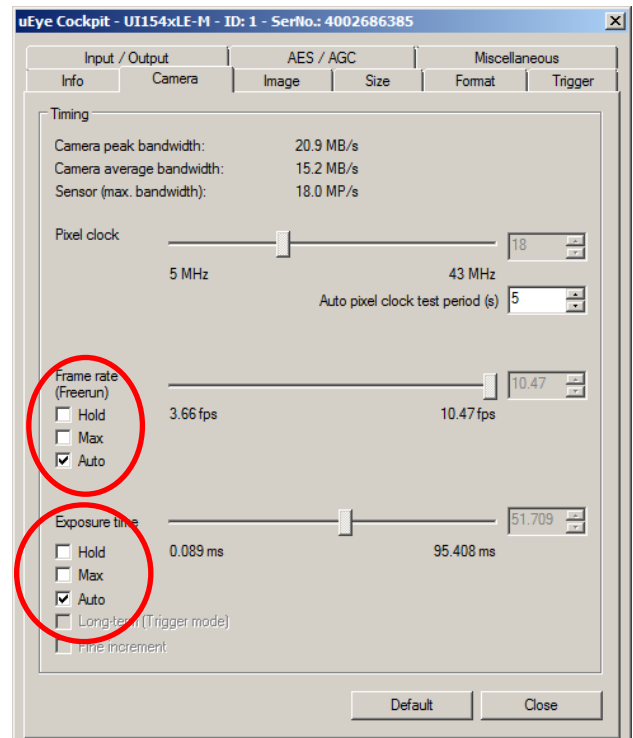 uEye Cockpit - UI154xLE-M - ID: 1 - SerNo.: 4002686385
Input / Output AES / AGC Miscellaneous
Info Camera Image Size Format Trigger
Timing
Camera peak bandwidth: 20.9 MB/s
Camera average bandwidth: 15.2 MB/s
Sensor (max. bandwidth): 18.0 MP/s
Pixel clock 18
5 MHz 43 MHz
Auto pixel clock test period (s) 5
Frame rate
(Freerun) 10.47
Hold 3.66 fps 10.47 fps
Max
Auto
Exposure time 51.709
Hold 0.089 ms 95.408 ms
Max
Auto
Long-term (Trigger mode)
Fine increment
Default Close